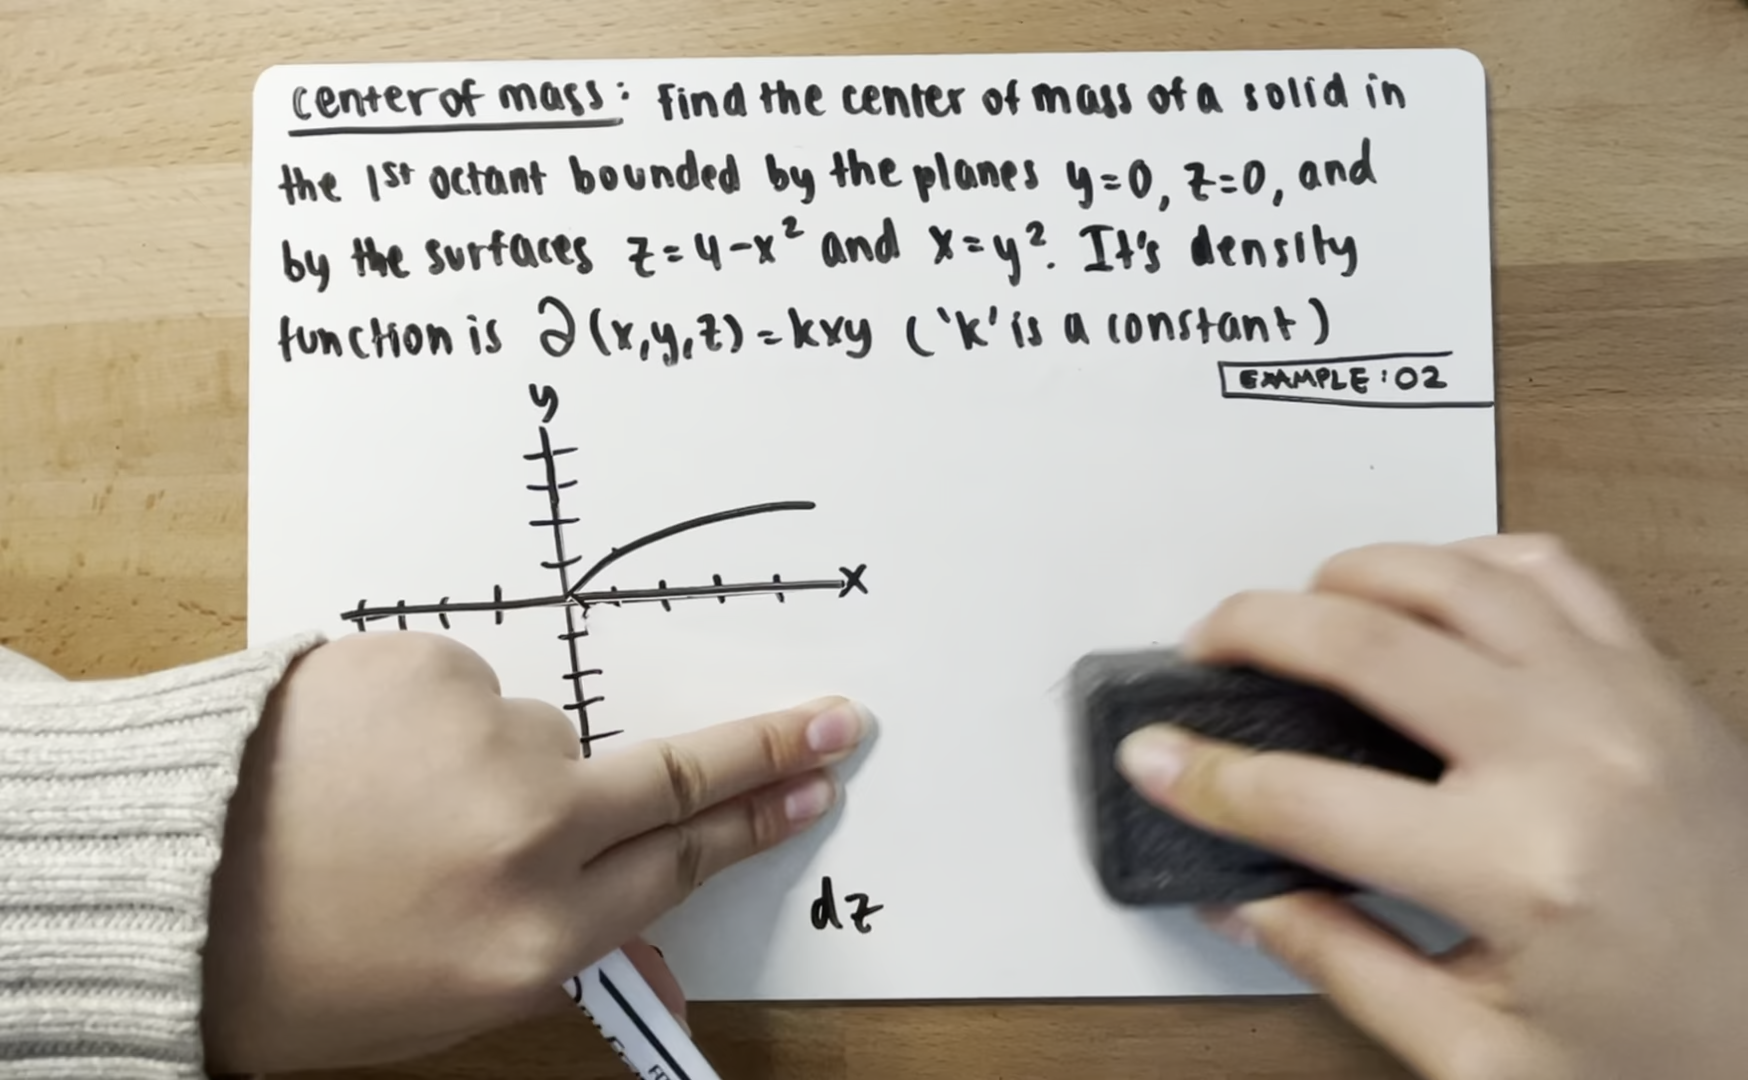 center of mass: Find the center of mass of a solid in
the 1st octant bounded by the planes y=0, z=0, and
by the surfaces z=4-x² and x=y². It's density
function is ∂(x,y,z)=kxy ('k' is a constant)
EXAMPLE:02
y
x
dz